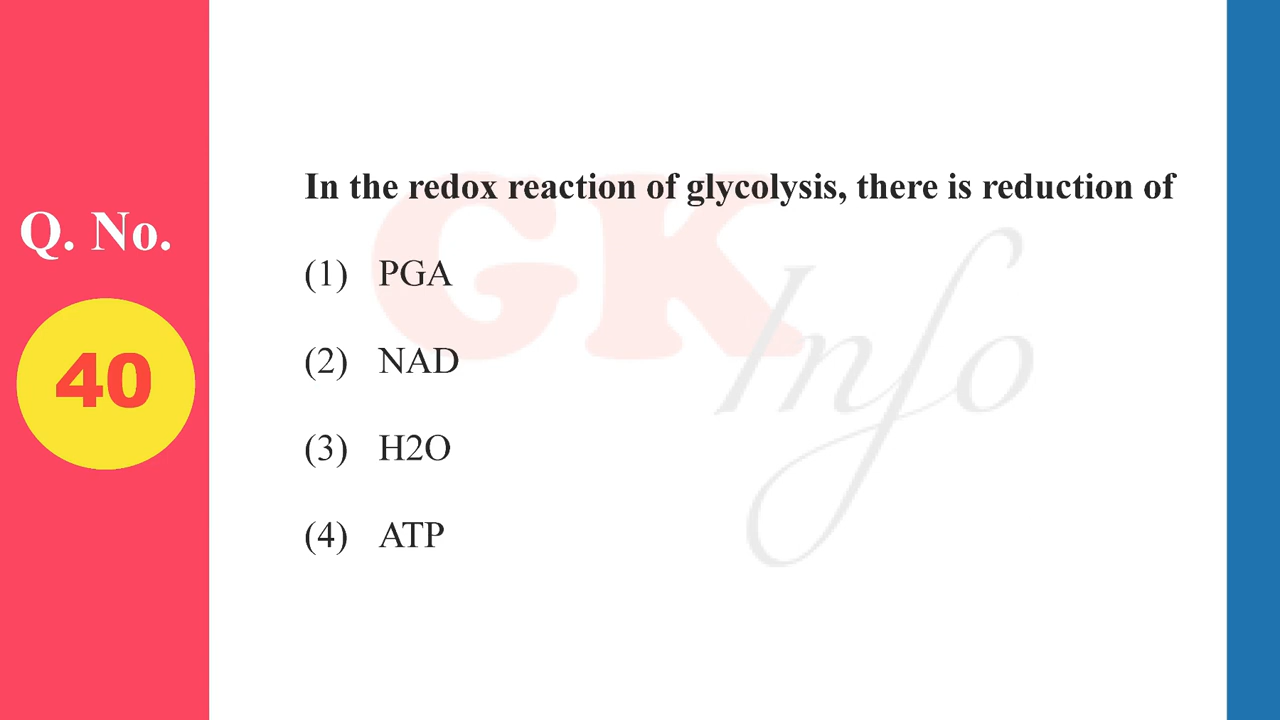 Q. No.
40
In the redox reaction of glycolysis, there is reduction of
(1) PGA
(2) NAD
(3) H2O
(4) ATP
GK
Info